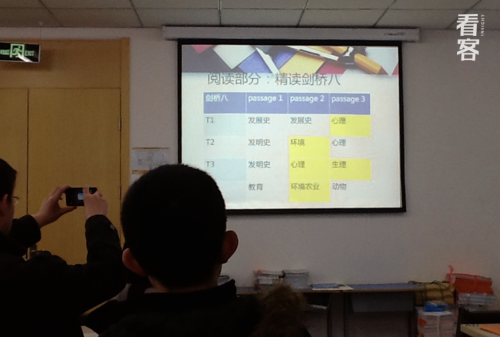 看客
INSIGHT
阅读部分：精读剑桥八
剑桥八 passage 1 passage 2 passage 3
T1 发展史 发展史 心理
T2 发明史 环境 心理
T3 发明史 心理 生理
教育 环境农业 动物